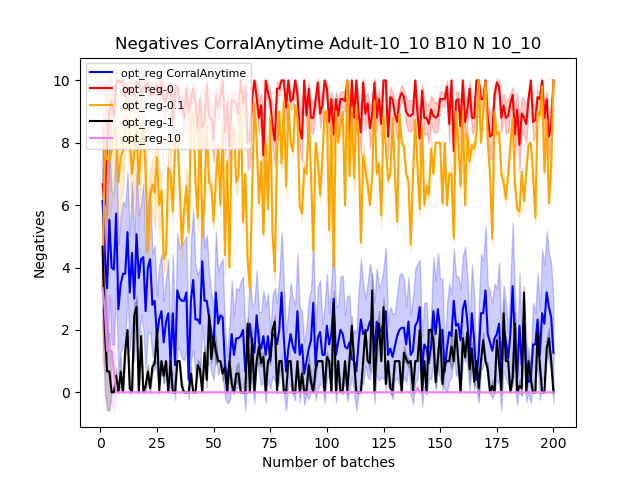 Negatives CorralAnytime Adult-10_10 B10 N 10_10
opt_reg CorralAnytime
opt_reg-0
opt_reg-0.1
opt_reg-1
opt_reg-10
10
8
6
4
2
0
Negatives
0 25 50 75 100 125 150 175 200
Number of batches